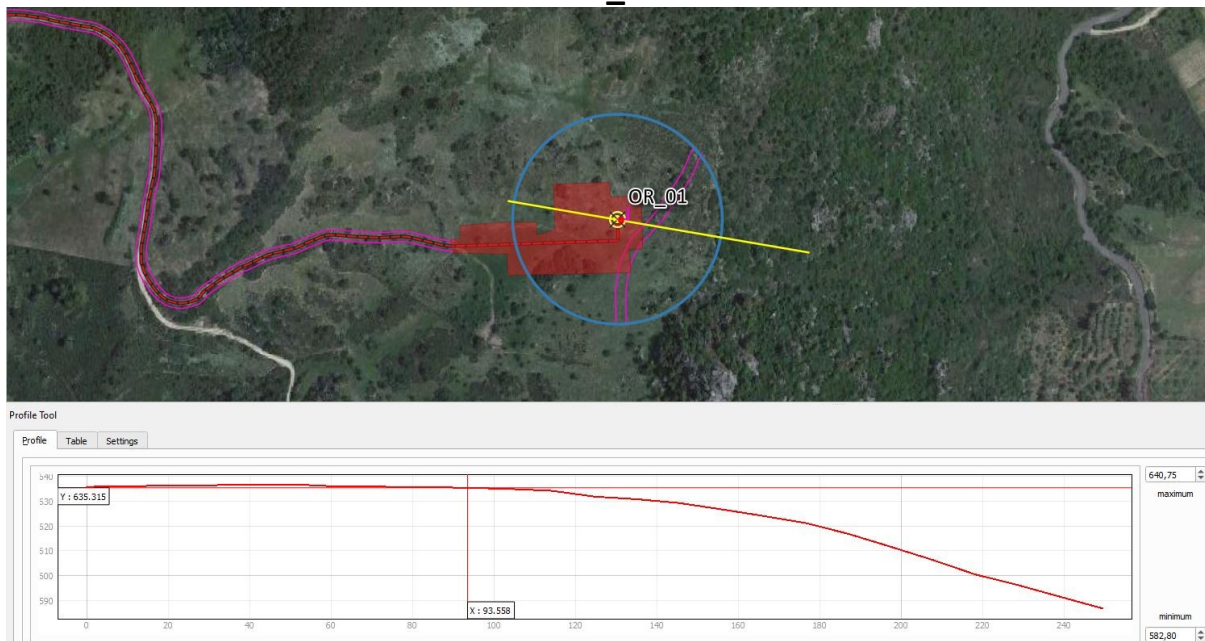 OR_01
Profile Tool
Profile Table Settings
540
640,75
Y : 635.315
maximum
530
520
510
500
590
X : 93.558
minimum
0 20 40 60 80 100 120 140 160 180 200 220 240
582,80